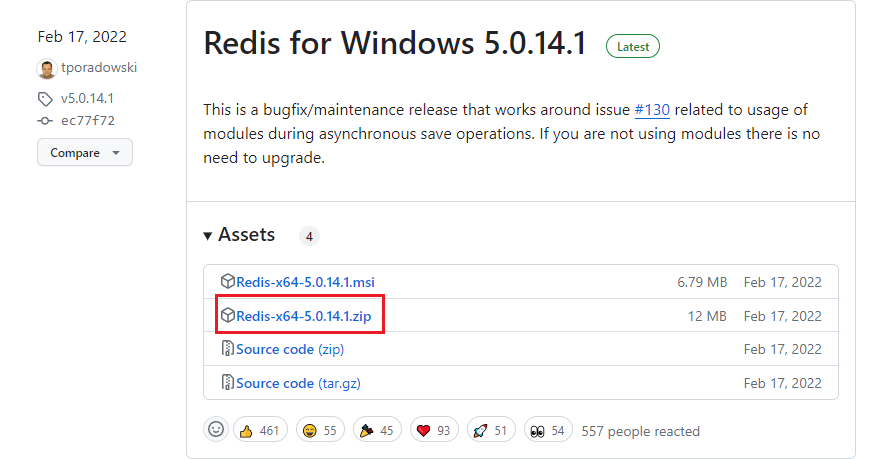 Feb 17, 2022
tporadowski
v5.0.14.1
ec77f72
Compare
Redis for Windows 5.0.14.1 Latest
This is a bugfix/maintenance release that works around issue #130 related to usage of
modules during asynchronous save operations. If you are not using modules there is no
need to upgrade.
Assets 4
Redis-x64-5.0.14.1.msi 6.79 MB Feb 17, 2022
Redis-x64-5.0.14.1.zip 12 MB Feb 17, 2022
Source code (zip) Feb 17, 2022
Source code (tar.gz) Feb 17, 2022
461 55 45 93 51 54 557 people reacted